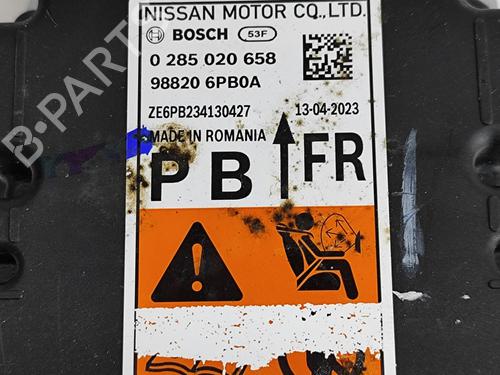 NISSAN MOTOR CO.,LTD.
BOSCH 53F
0 285 020 658
98820 6PB0A
ZE6PB234130427 13-04-2023
MADE IN ROMANIA
P B FR
B-PARTS